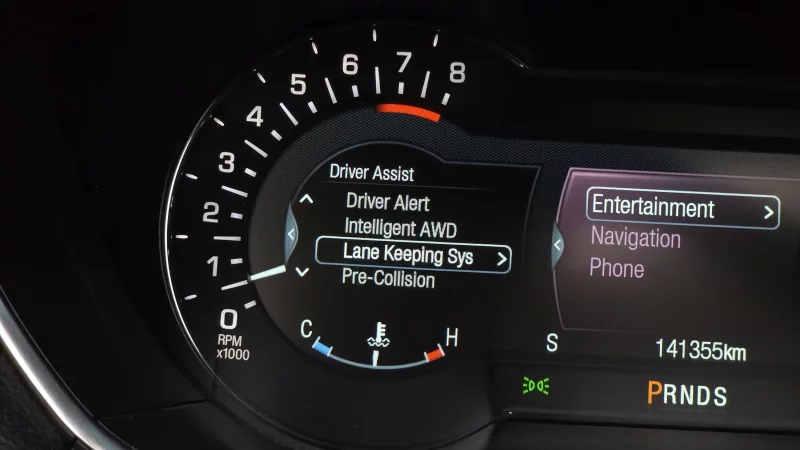 8
7
6
5
4
3
2
1
0
RPM
x1000
Driver Assist
Driver Alert
Intelligent AWD
Lane Keeping Sys
Pre-Collision
C
H
Entertainment
Navigation
Phone
S
141355km
PRNDS